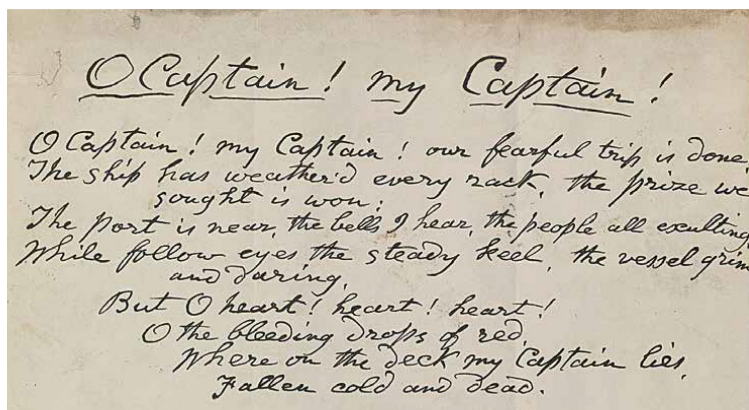 O Captain! my Captain!
O Captain! my Captain! our fearful trip is done,
The ship has weather'd every rack, the prize we
sought is won;
The port is near, the bells I hear, the people all exulting,
While follow eyes the steady keel, the vessel grim
and daring.
But O heart! heart! heart!
O the bleeding drops of red,
Where on the deck my Captain lies,
Fallen cold and dead.